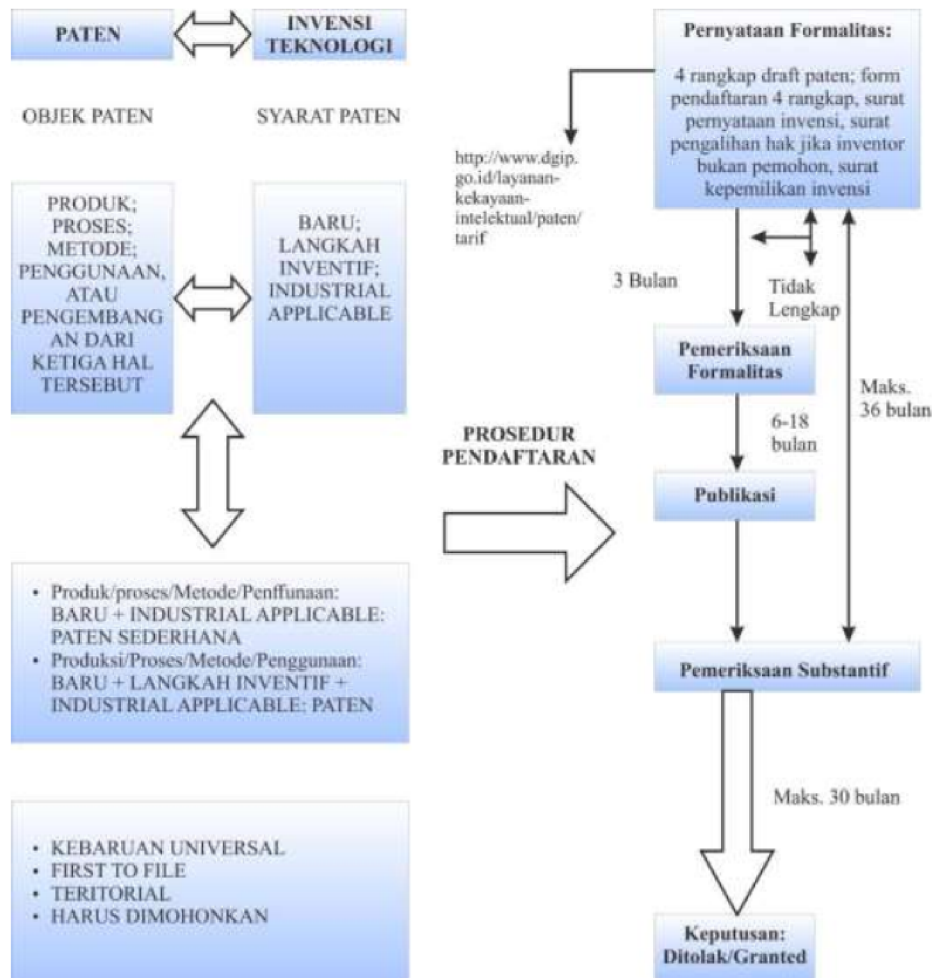 PATEN
INVENSI
TEKNOLOGI
OBJEK PATEN
SYARAT PATEN
PRODUK;
PROSES;
METODE;
PENGGUNAAN,
ATAU
PENGEMBANG
AN DARI
KETIGA HAL
TERSEBUT
BARU;
LANGKAH
INVENTIF;
INDUSTRIAL
APPLICABLE
• Produk/proses/Metode/Penffunaan:
BARU + INDUSTRIAL APPLICABLE:
PATEN SEDERHANA
• Produksi/Proses/Metode/Penggunaan:
BARU + LANGKAH INVENTIF +
INDUSTRIAL APPLICABLE: PATEN
• KEBARUAN UNIVERSAL
• FIRST TO FILE
• TERITORIAL
• HARUS DIMOHONKAN
PROSEDUR
PENDAFTARAN
Pernyataan Formalitas:
4 rangkap draft paten; form
pendaftaran 4 rangkap, surat
pernyataan invensi, surat
pengalihan hak jika inventor
bukan pemohon, surat
kepemilikan invensi
http://www.dgip.
go.id/layanan-
kekayaan-
intelektual/paten/
tarif
3 Bulan
Tidak
Lengkap
Pemeriksaan
Formalitas
Maks.
36 bulan
6-18
bulan
Publikasi
Pemeriksaan Substantif
Maks. 30 bulan
Keputusan:
Ditolak/Granted